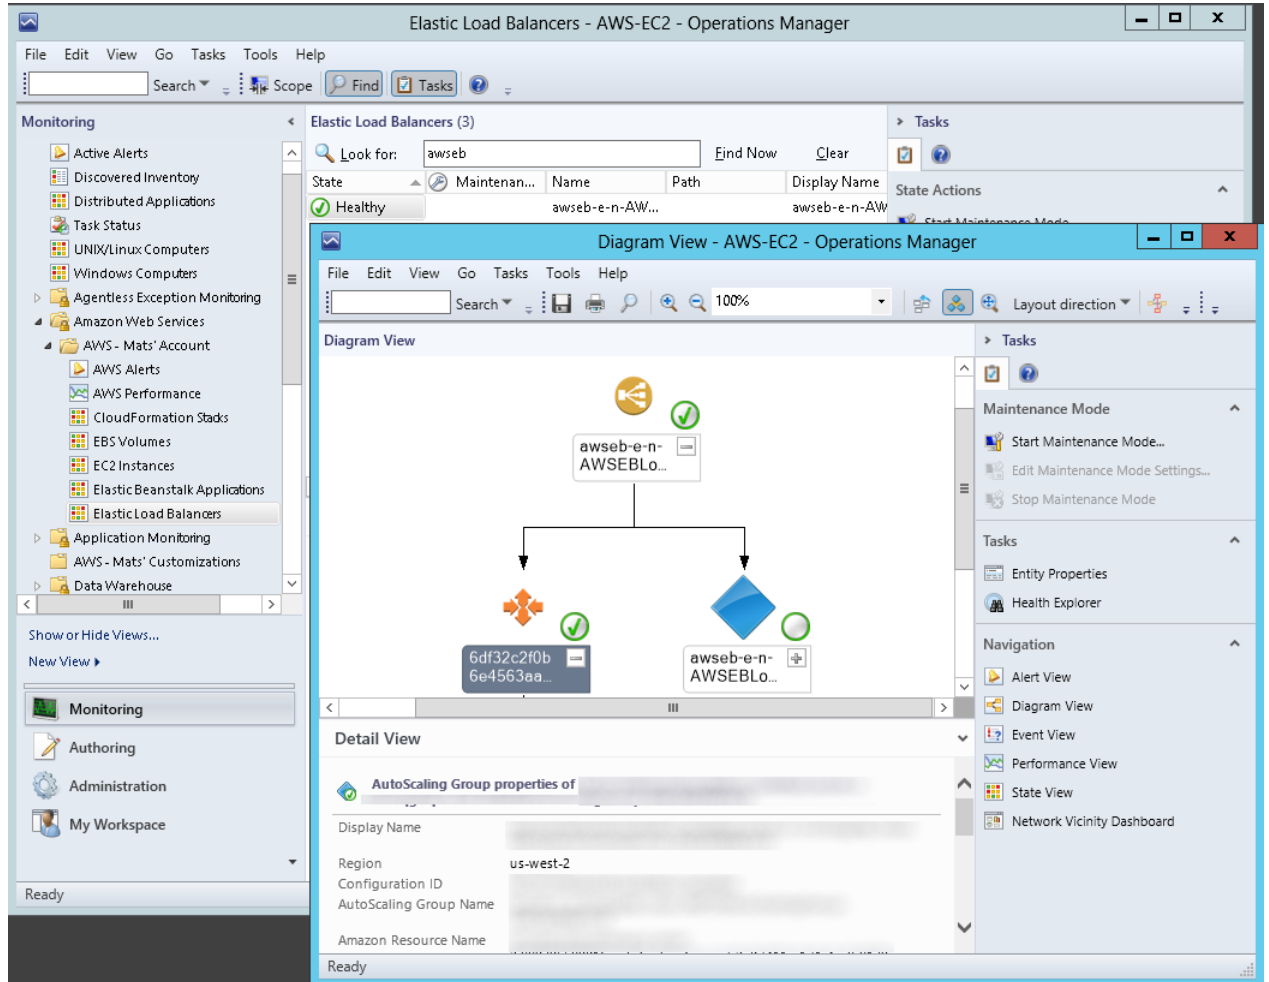 Elastic Load Balancers - AWS-EC2 - Operations Manager
File Edit View Go Tasks Tools Help
Search Scope Find Tasks
Monitoring
Active Alerts
Discovered Inventory
Distributed Applications
Task Status
UNIX/Linux Computers
Windows Computers
Agentless Exception Monitoring
Amazon Web Services
AWS - Mats' Account
AWS Alerts
AWS Performance
CloudFormation Stacks
EBS Volumes
EC2 Instances
Elastic Beanstalk Applications
Elastic Load Balancers
Application Monitoring
AWS - Mats' Customizations
Data Warehouse
Show or Hide Views...
New View
Monitoring
Authoring
Administration
My Workspace
Ready
Elastic Load Balancers (3)
Look for: awseb Find Now Clear
State Maintenan... Name Path Display Name
Healthy awseb-e-n-AW... awseb-e-n-AW
Tasks
State Actions
Start Maintenance Mode
Diagram View - AWS-EC2 - Operations Manager
File Edit View Go Tasks Tools Help
Search 100% Layout direction
Diagram View
awseb-e-n-
AWSEBLo...
6df32c2f0b
6e4563aa...
awseb-e-n-
AWSEBLo...
Detail View
AutoScaling Group properties of
Display Name
Region us-west-2
Configuration ID
AutoScaling Group Name
Amazon Resource Name
Ready
Tasks
Maintenance Mode
Start Maintenance Mode...
Edit Maintenance Mode Settings...
Stop Maintenance Mode
Tasks
Entity Properties
Health Explorer
Navigation
Alert View
Diagram View
Event View
Performance View
State View
Network Vicinity Dashboard